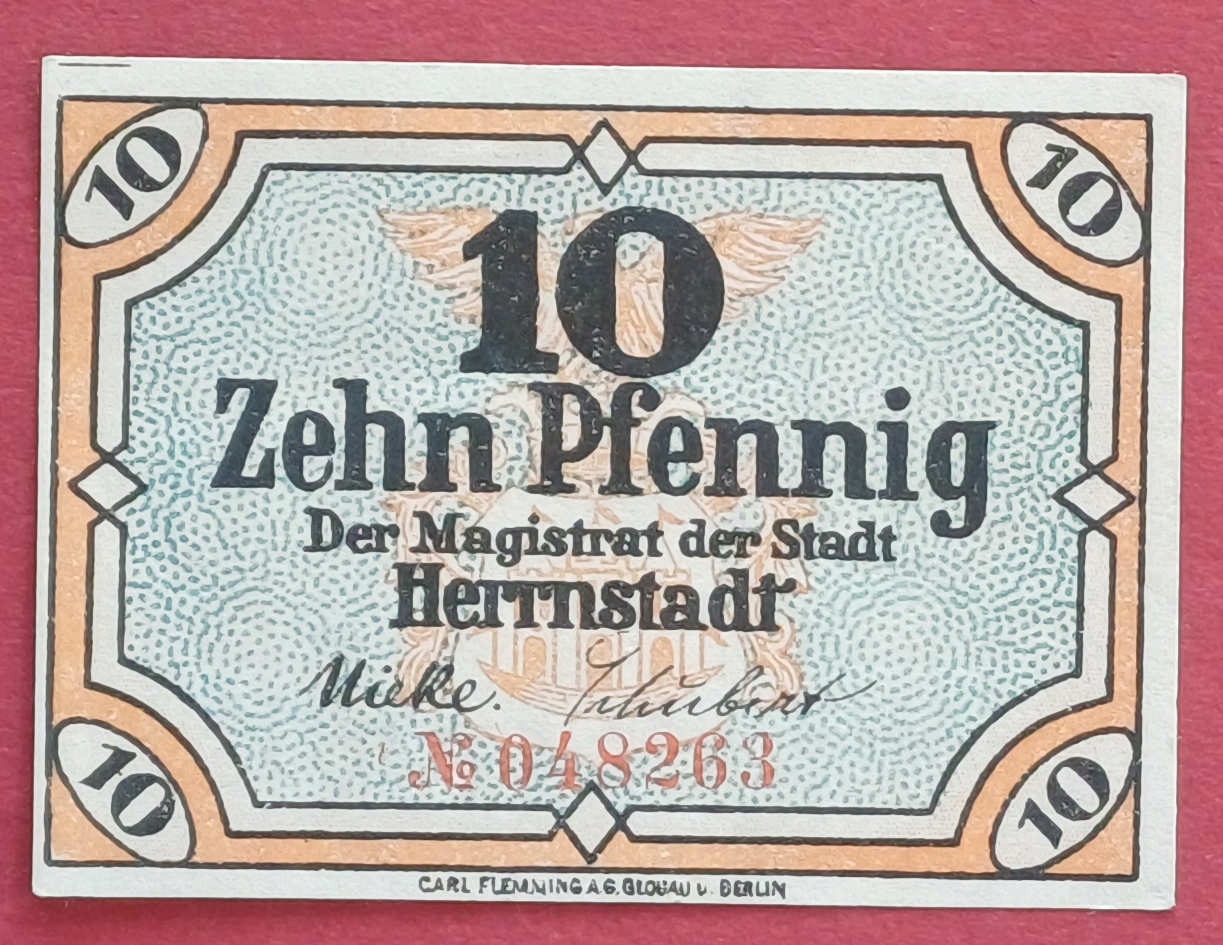 10 10
10
Zehn Pfennig
Der Magistrat der Stadt
Herrnstadt
Mieke. Schubert
№ 048263
10 10
CARL FLEMMING A.G. GLOGAU u. BERLIN